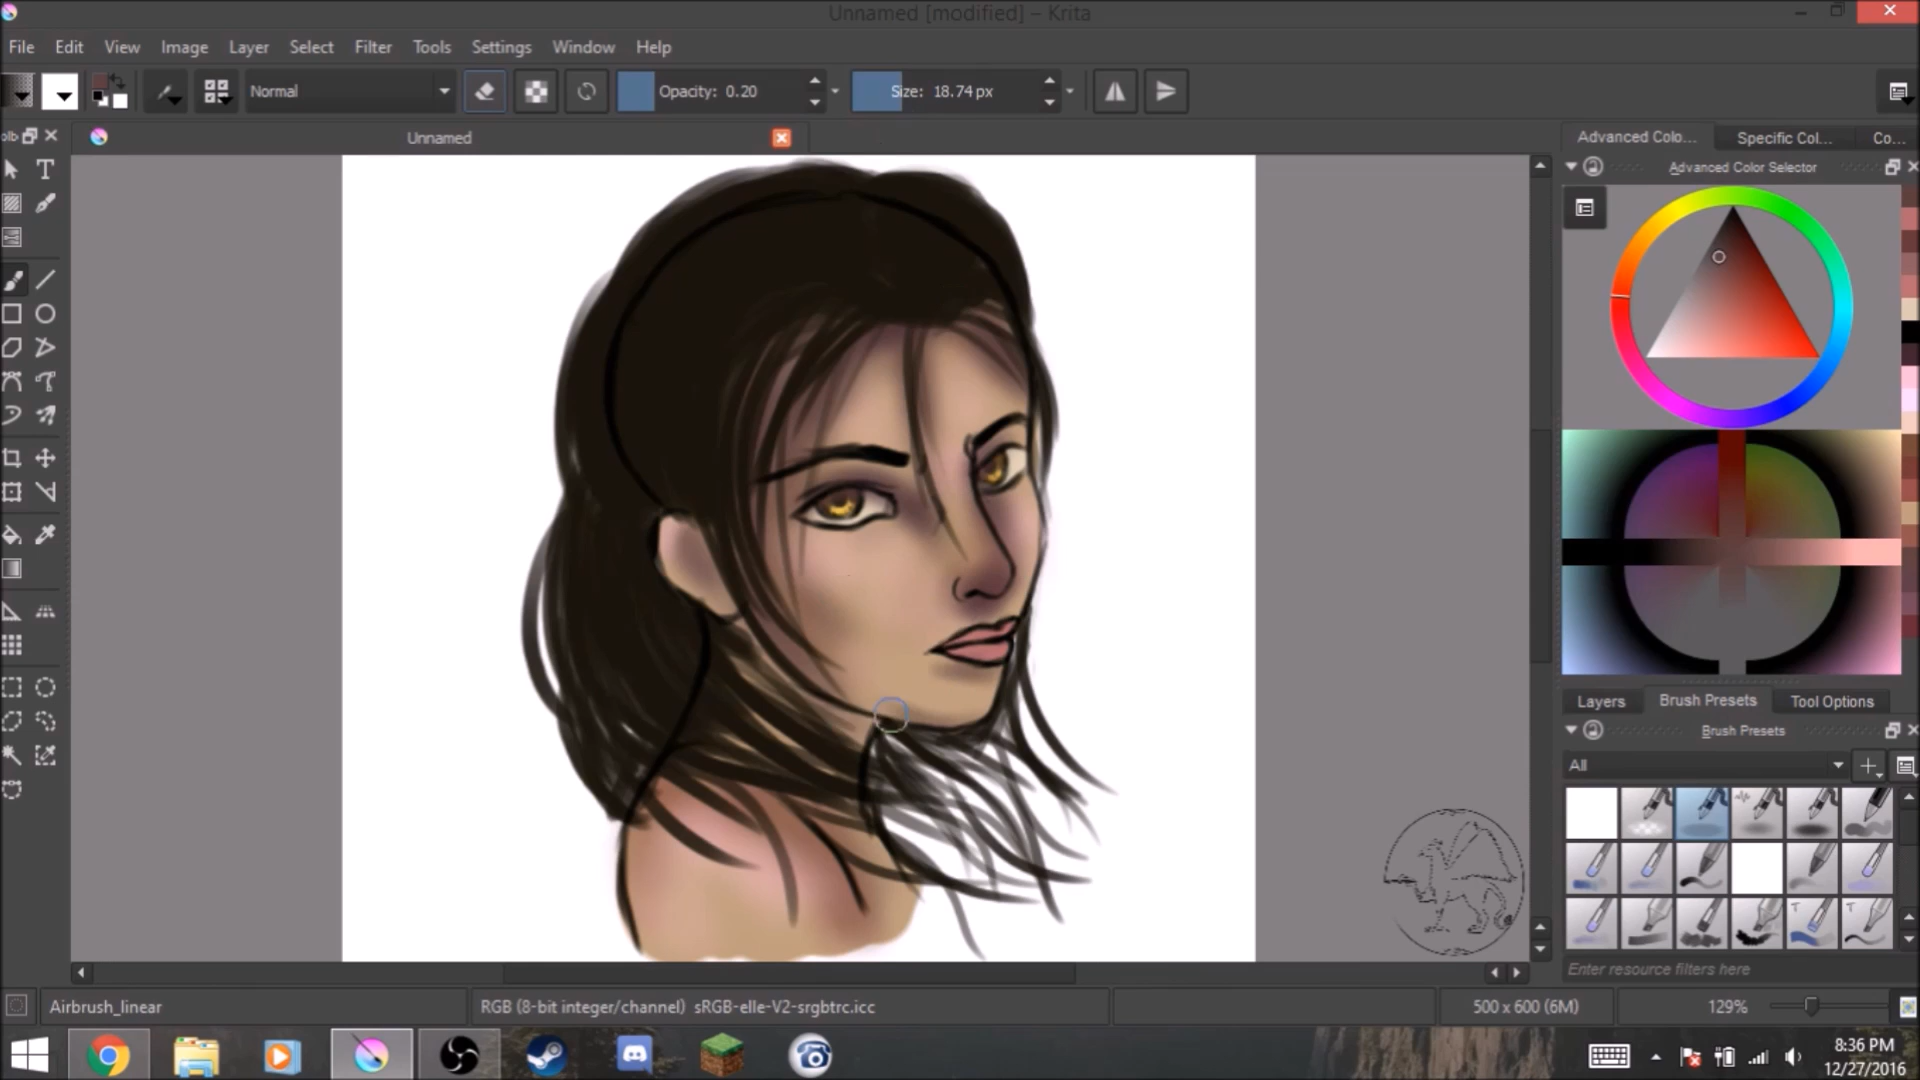 Unnamed [modified] – Krita
File Edit View Image Layer Select Filter Tools Settings Window Help
Normal Opacity: 0.20 Size: 18.74 px
Unnamed
Advanced Colo... Specific Col... Co...
Advanced Color Selector
Layers Brush Presets Tool Options
Brush Presets
All
Enter resource filters here
Airbrush_linear RGB (8-bit integer/channel) sRGB-elle-V2-srgbtrc.icc 500 x 600 (6M) 129%
8:36 PM
12/27/2016